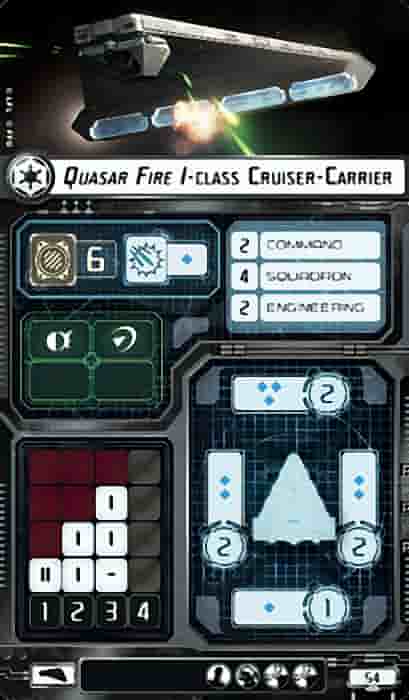 QUASAR FIRE I-CLASS CRUISER-CARRIER
6
2 COMMAND
4 SQUADRON
2 ENGINEERING
2
I
I I
II I -
1 2 3 4
2 2
1
54